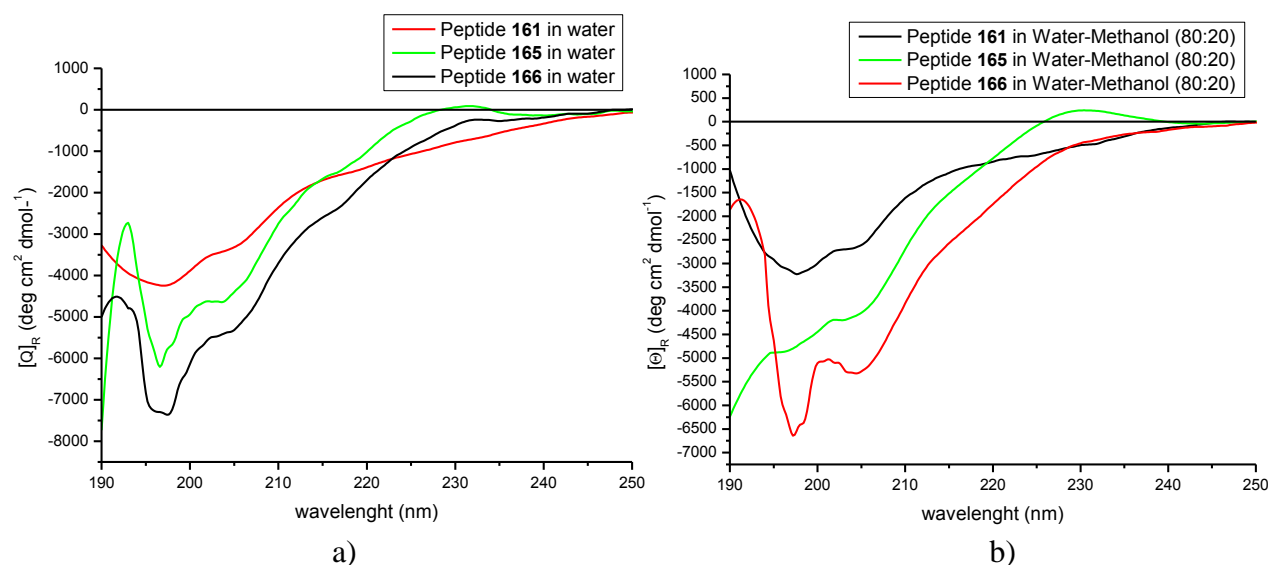 Peptide 161 in water
Peptide 165 in water
Peptide 166 in water
1000
0
-1000
-2000
-3000
-4000
-5000
-6000
-7000
-8000
[Q]R (deg cm2 dmol-1)
190 200 210 220 230 240 250
wavelenght (nm)
a)
Peptide 161 in Water-Methanol (80:20)
Peptide 165 in Water-Methanol (80:20)
Peptide 166 in Water-Methanol (80:20)
1000
500
0
-500
-1000
-1500
-2000
-2500
-3000
-3500
-4000
-4500
-5000
-5500
-6000
-6500
-7000
[Θ]R (deg cm2 dmol-1)
190 200 210 220 230 240 250
wavelenght (nm)
b)